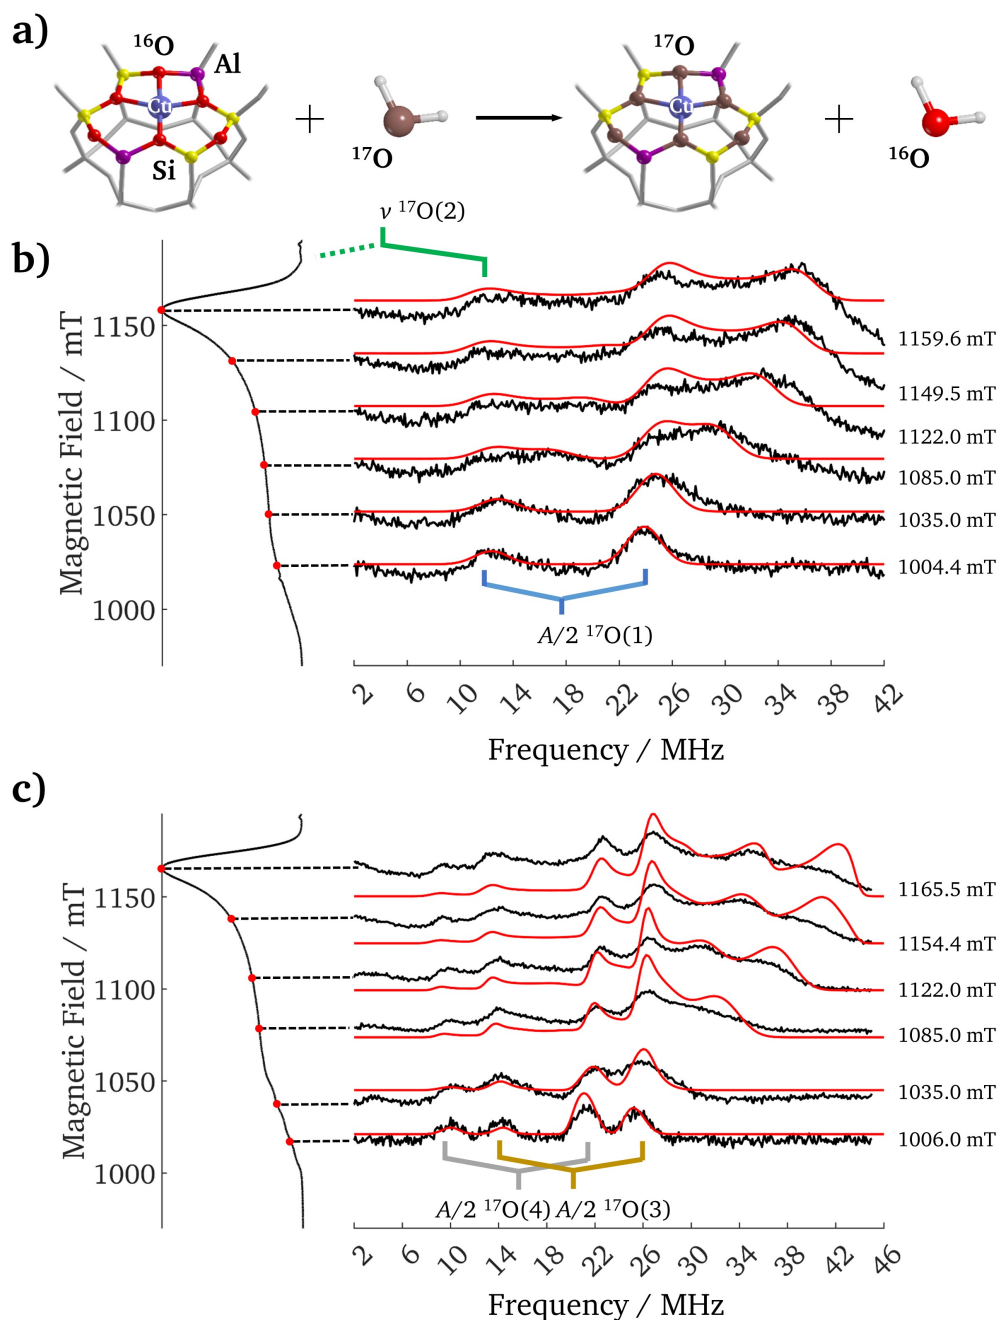 a)
¹⁶O
Al
Cu
Si
+
¹⁷O
¹⁷O
Cu
+
¹⁶O
ν ¹⁷O(2)
b)
Magnetic Field / mT
1150
1100
1050
1000
1159.6 mT
1149.5 mT
1122.0 mT
1085.0 mT
1035.0 mT
1004.4 mT
A/2 ¹⁷O(1)
2 6 10 14 18 22 26 30 34 38 42
Frequency / MHz
c)
Magnetic Field / mT
1150
1100
1050
1000
1165.5 mT
1154.4 mT
1122.0 mT
1085.0 mT
1035.0 mT
1006.0 mT
A/2 ¹⁷O(4) A/2 ¹⁷O(3)
2 6 10 14 18 22 26 30 34 38 42 46
Frequency / MHz